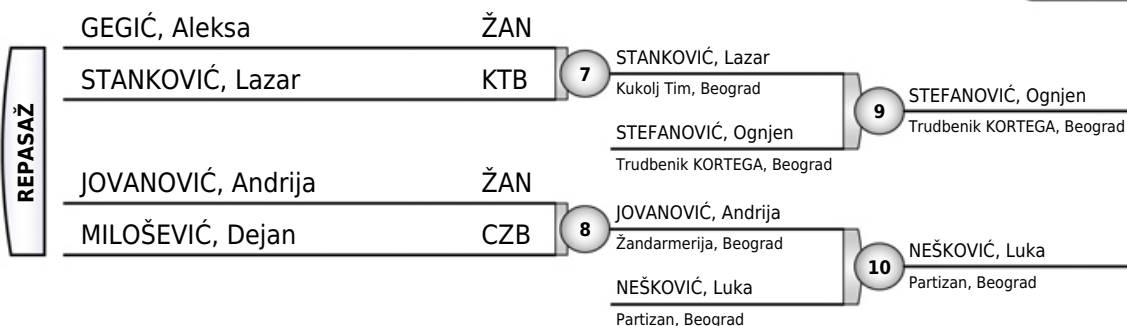 REPASAŽ
GEGIĆ, Aleksa ŽAN
STANKOVIĆ, Lazar KTB
7
STANKOVIĆ, Lazar
Kukolj Tim, Beograd
STEFANOVIĆ, Ognjen
Trudbenik KORTEGA, Beograd
9
STEFANOVIĆ, Ognjen
Trudbenik KORTEGA, Beograd
JOVANOVIĆ, Andrija ŽAN
MILOŠEVIĆ, Dejan CZB
8
JOVANOVIĆ, Andrija
Žandarmerija, Beograd
NEŠKOVIĆ, Luka
Partizan, Beograd
10
NEŠKOVIĆ, Luka
Partizan, Beograd